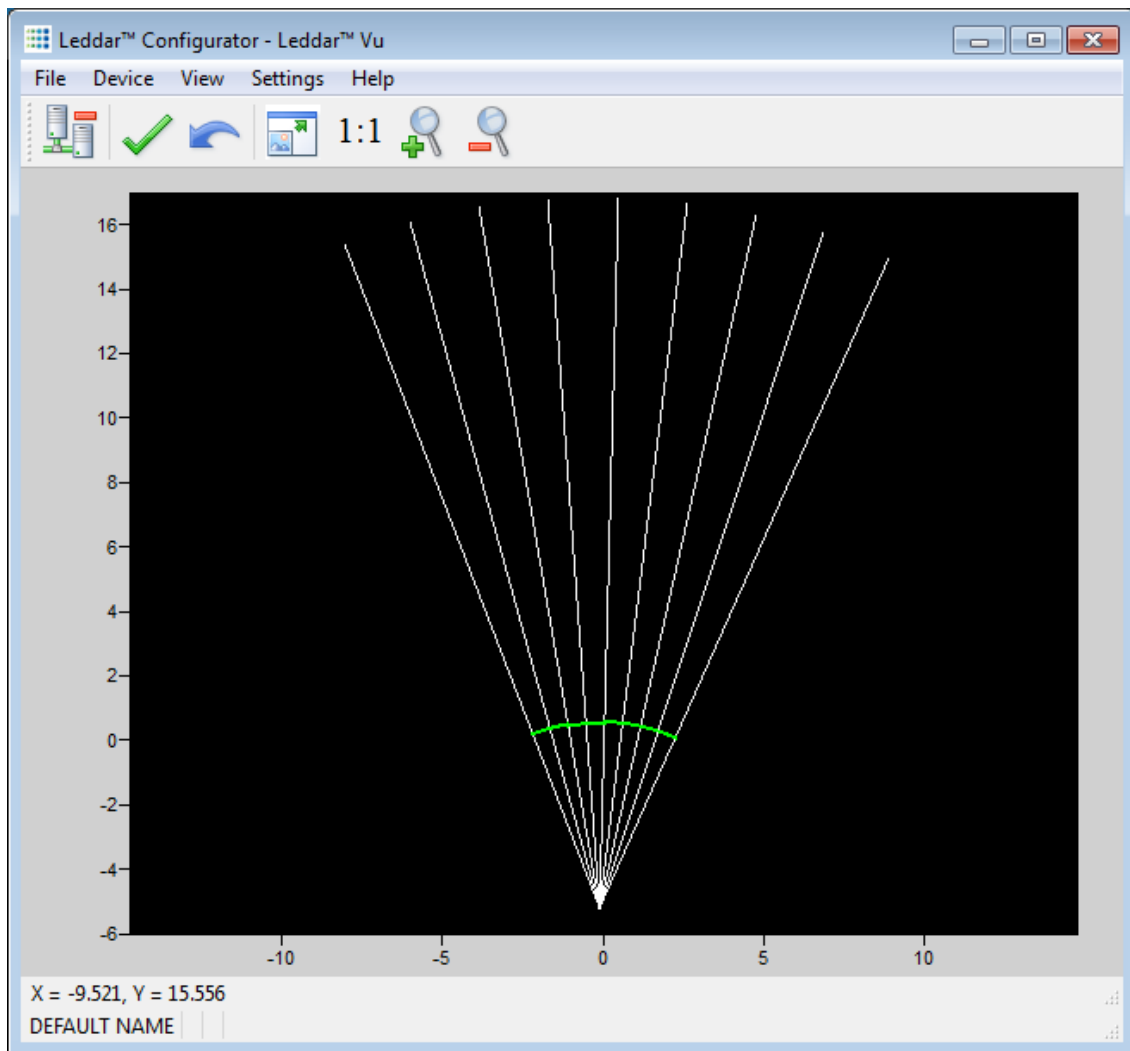 Leddar™ Configurator - Leddar™ Vu
File Device View Settings Help
1:1
16
14
12
10
8
6
4
2
0
-2
-4
-6
-10 -5 0 5 10
X = -9.521, Y = 15.556
DEFAULT NAME